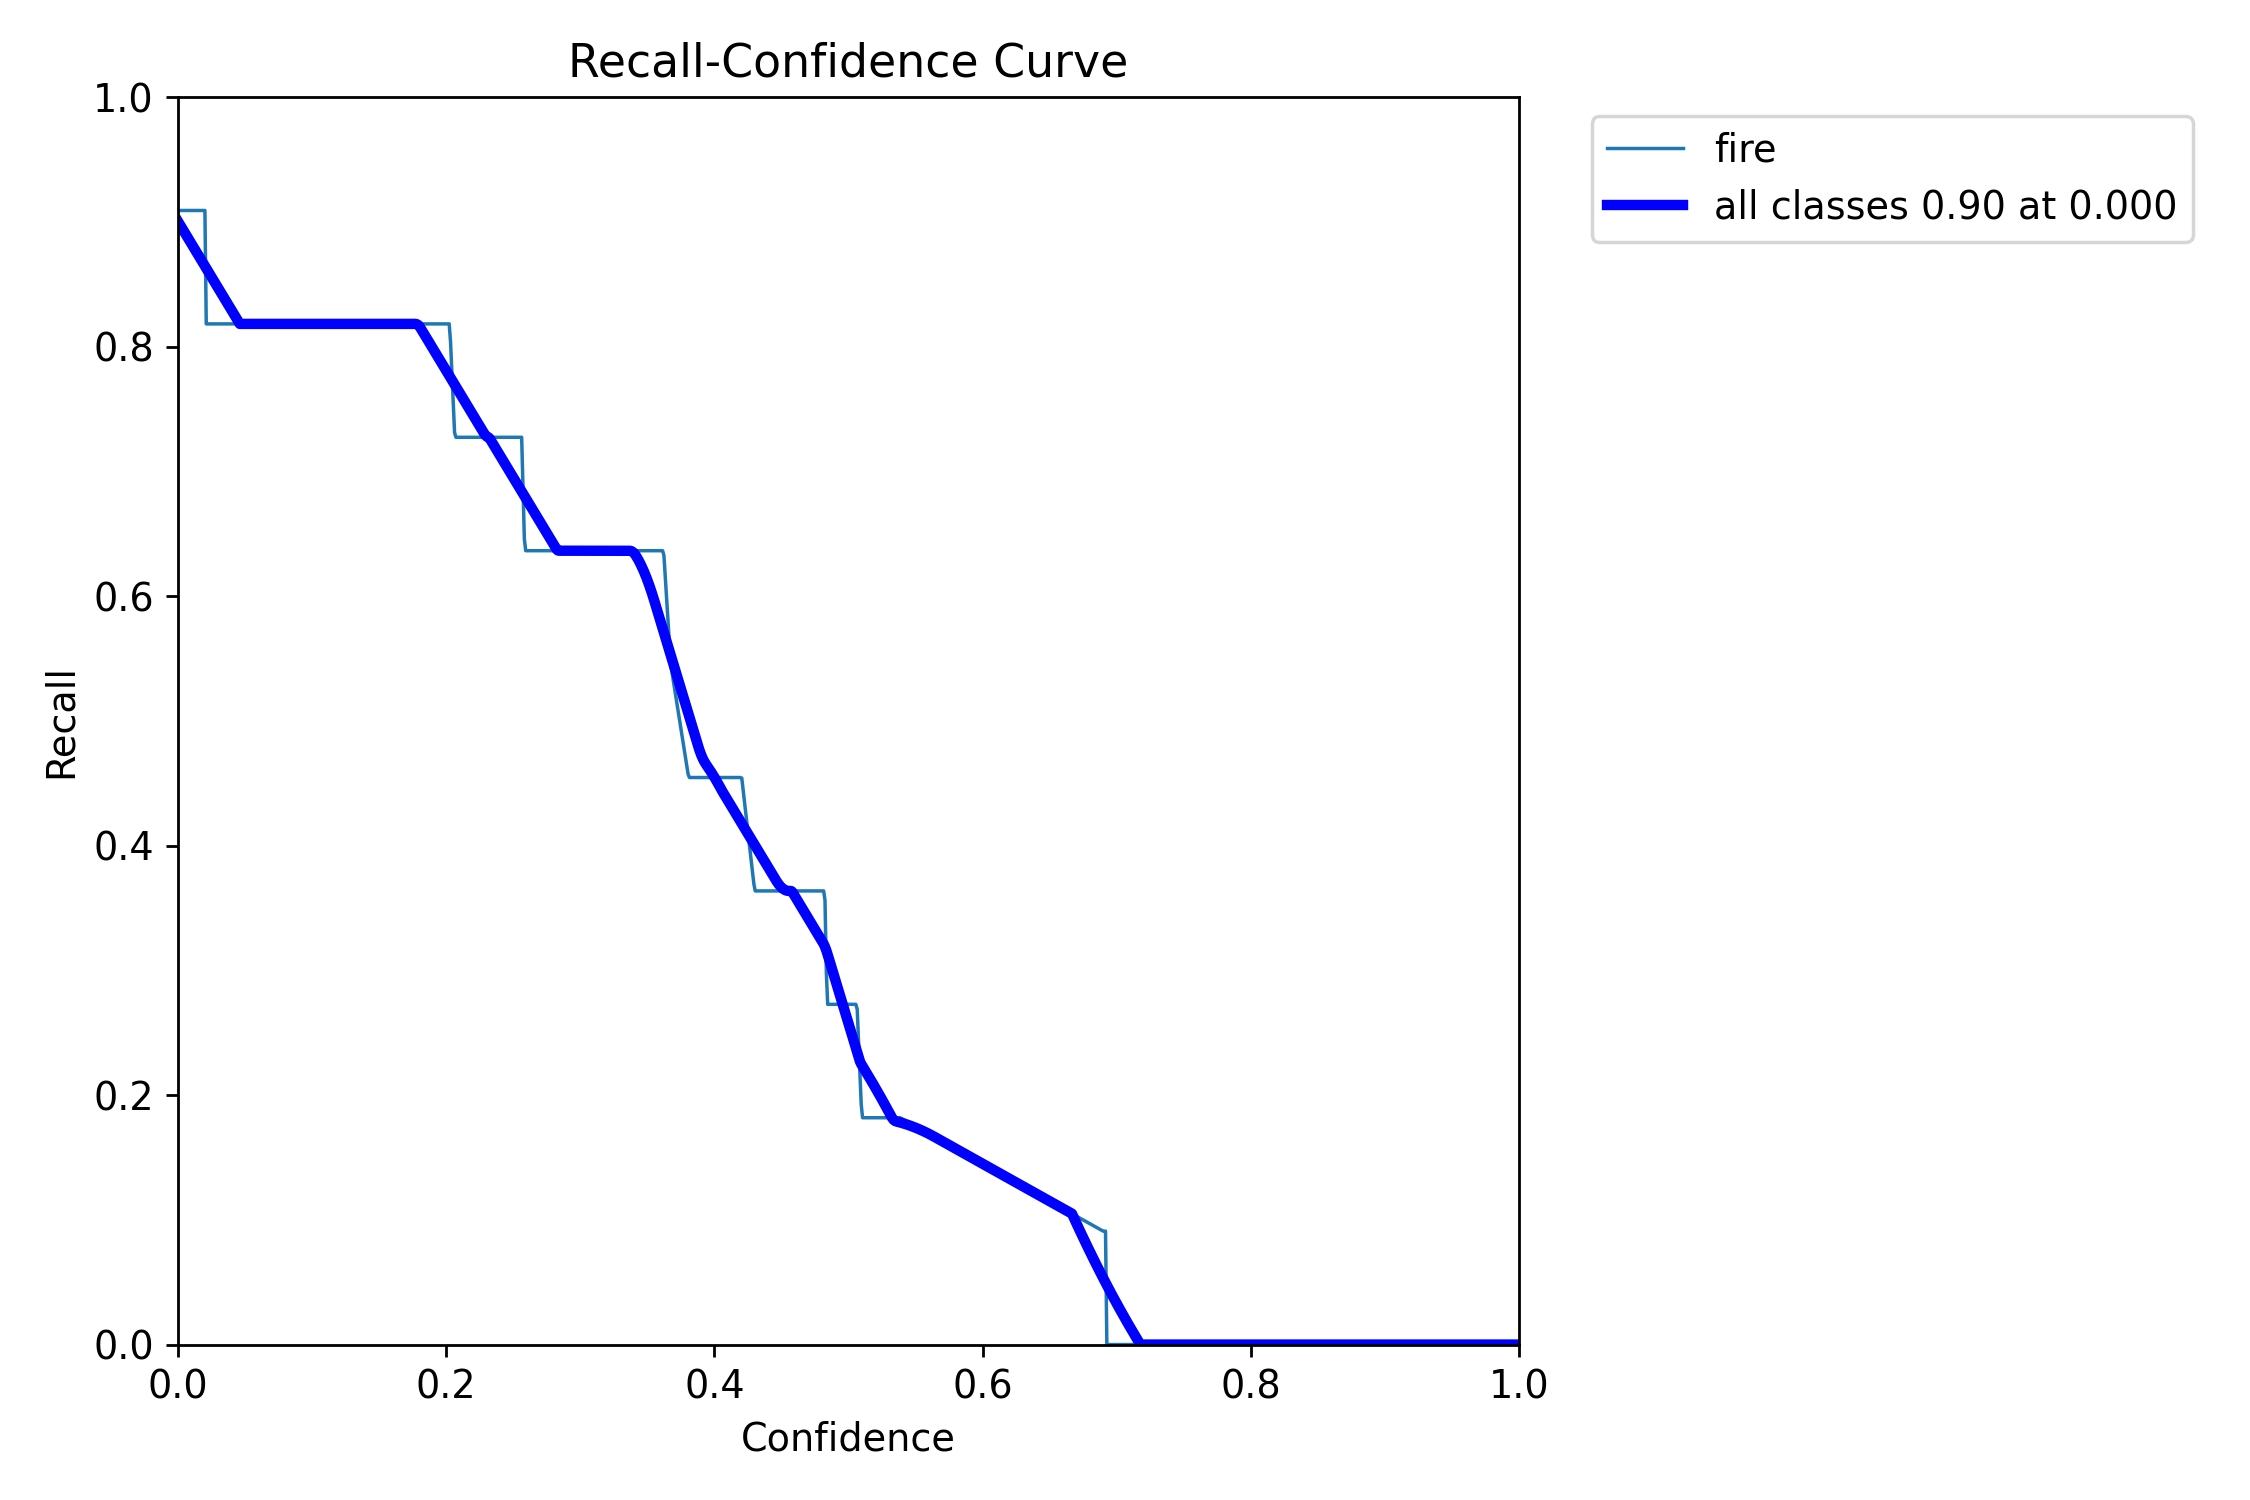 Recall-Confidence Curve
1.0
0.8
0.6
0.4
0.2
0.0
Recall
0.0 0.2 0.4 0.6 0.8 1.0
Confidence
fire
all classes 0.90 at 0.000